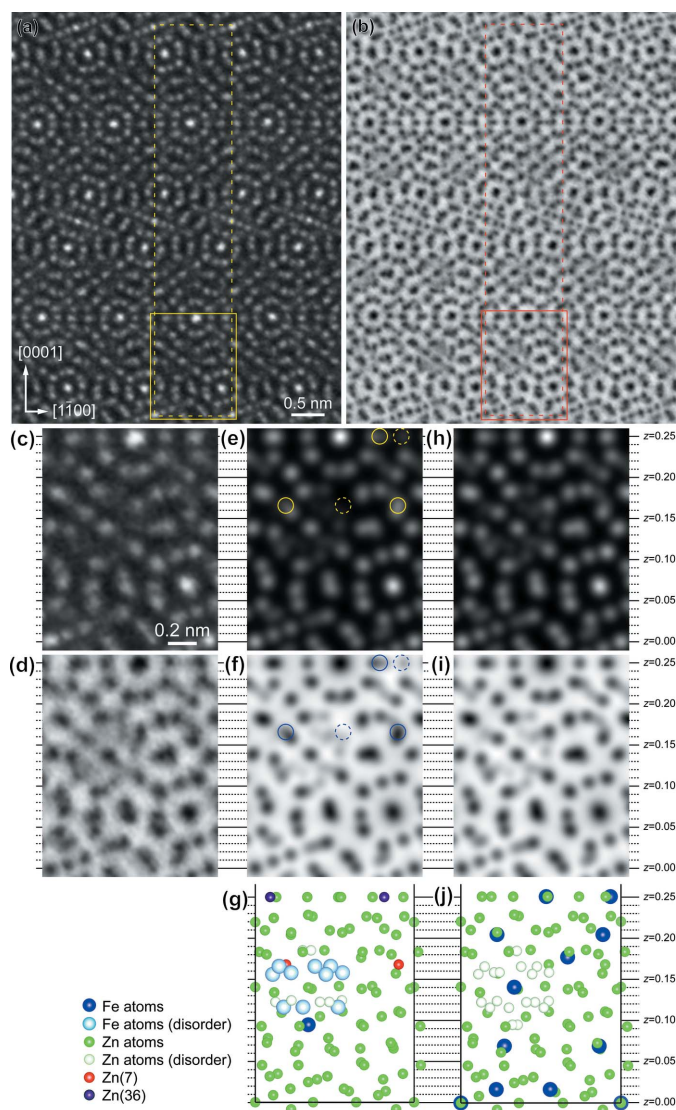 (a)
(b)
[0001]
[1100]
0.5 nm
(c)
(e)
(h)
z=0.25
z=0.20
z=0.15
z=0.10
z=0.05
0.2 nm
z=0.00
(d)
(f)
(i)
z=0.25
z=0.20
z=0.15
z=0.10
z=0.05
z=0.00
(g)
(j)
z=0.25
z=0.20
z=0.15
z=0.10
z=0.05
z=0.00
Fe atoms
Fe atoms (disorder)
Zn atoms
Zn atoms (disorder)
Zn(7)
Zn(36)